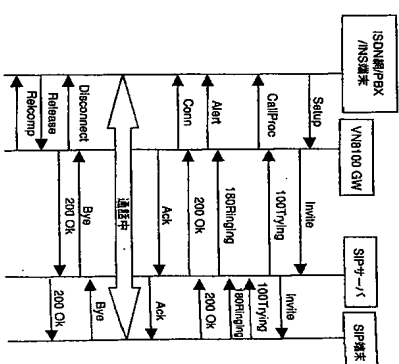 ISDN網/PBX
/INS端末
VN8100 GW
SIPサーバ
SIP端末
Setup
Invite
Invite
CallProc
100Trying
100Trying
Alert
180Ringing
180Ringing
Conn
200 Ok
200 Ok
Ack
Ack
通話中
Disconnect
Bye
Bye
Release
200 Ok
200 Ok
Relcomp